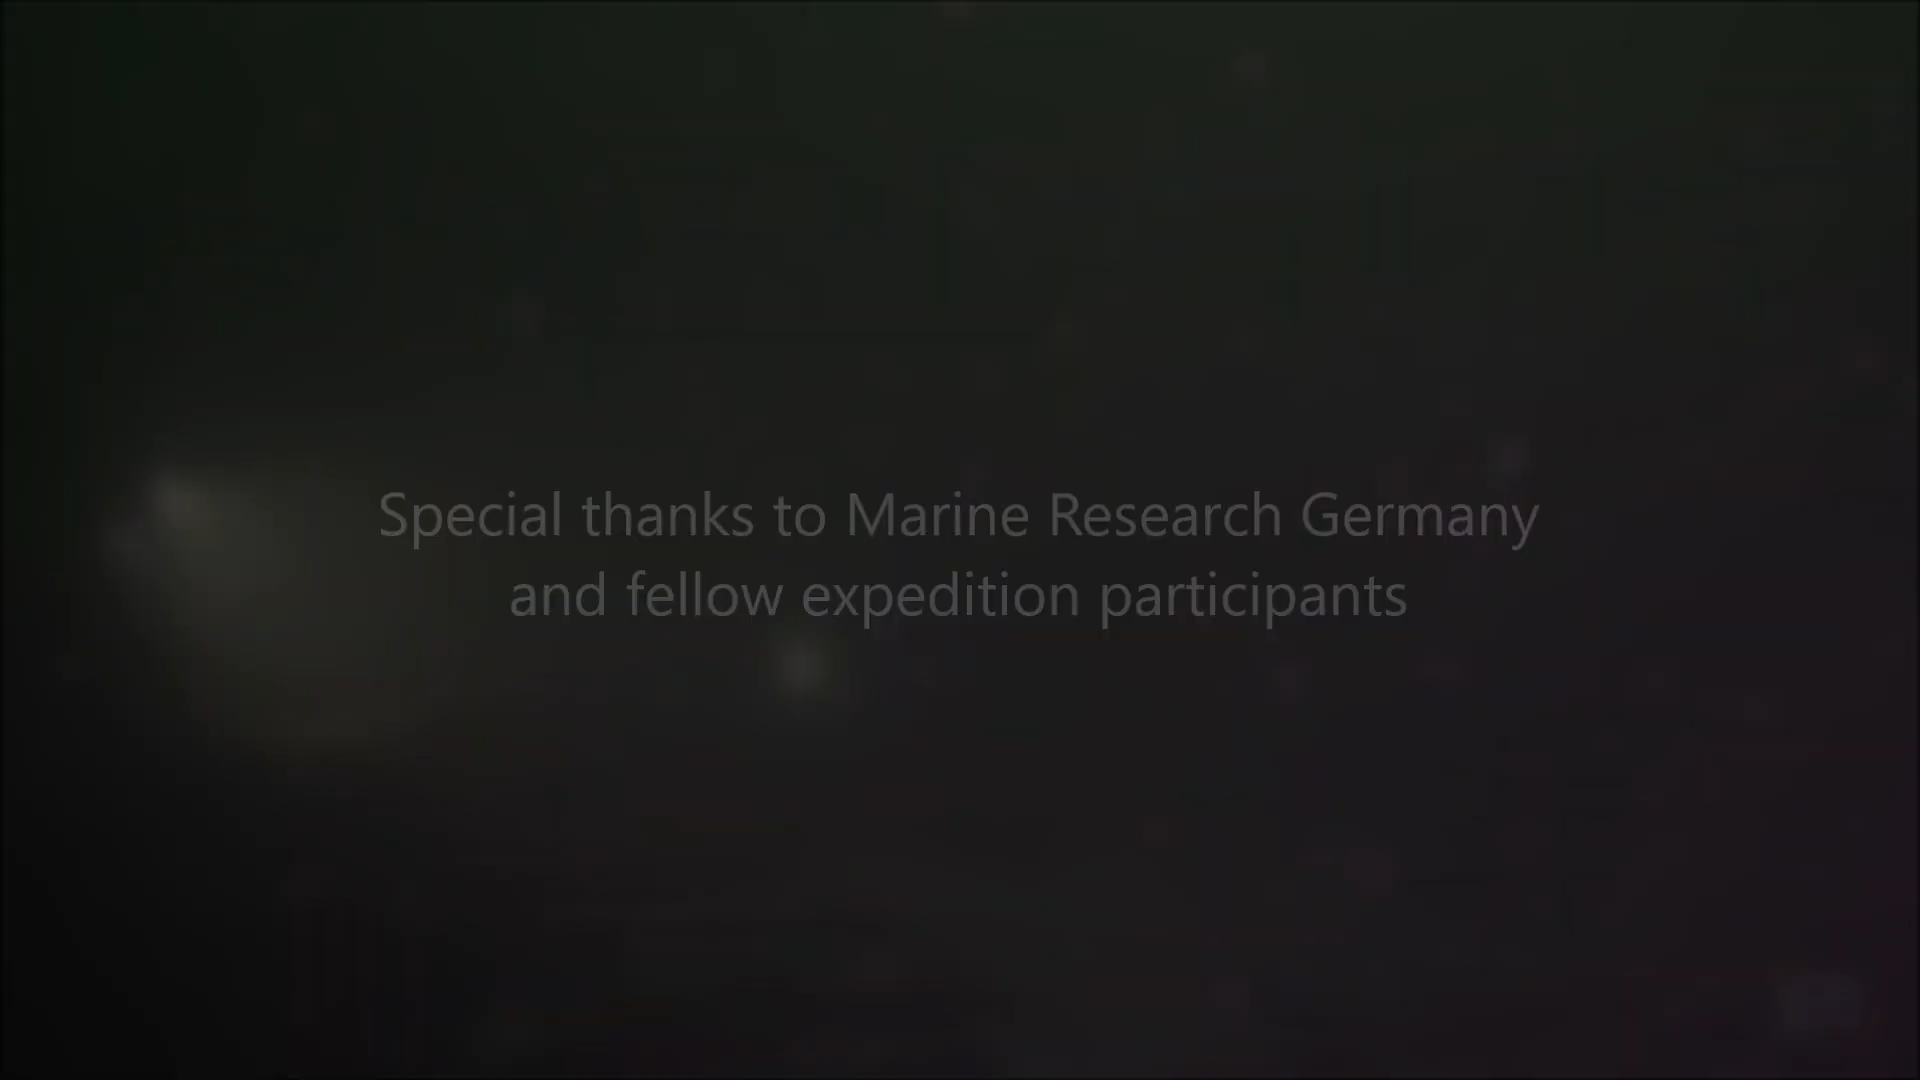 Special thanks to Marine Research Germany
and fellow expedition participants